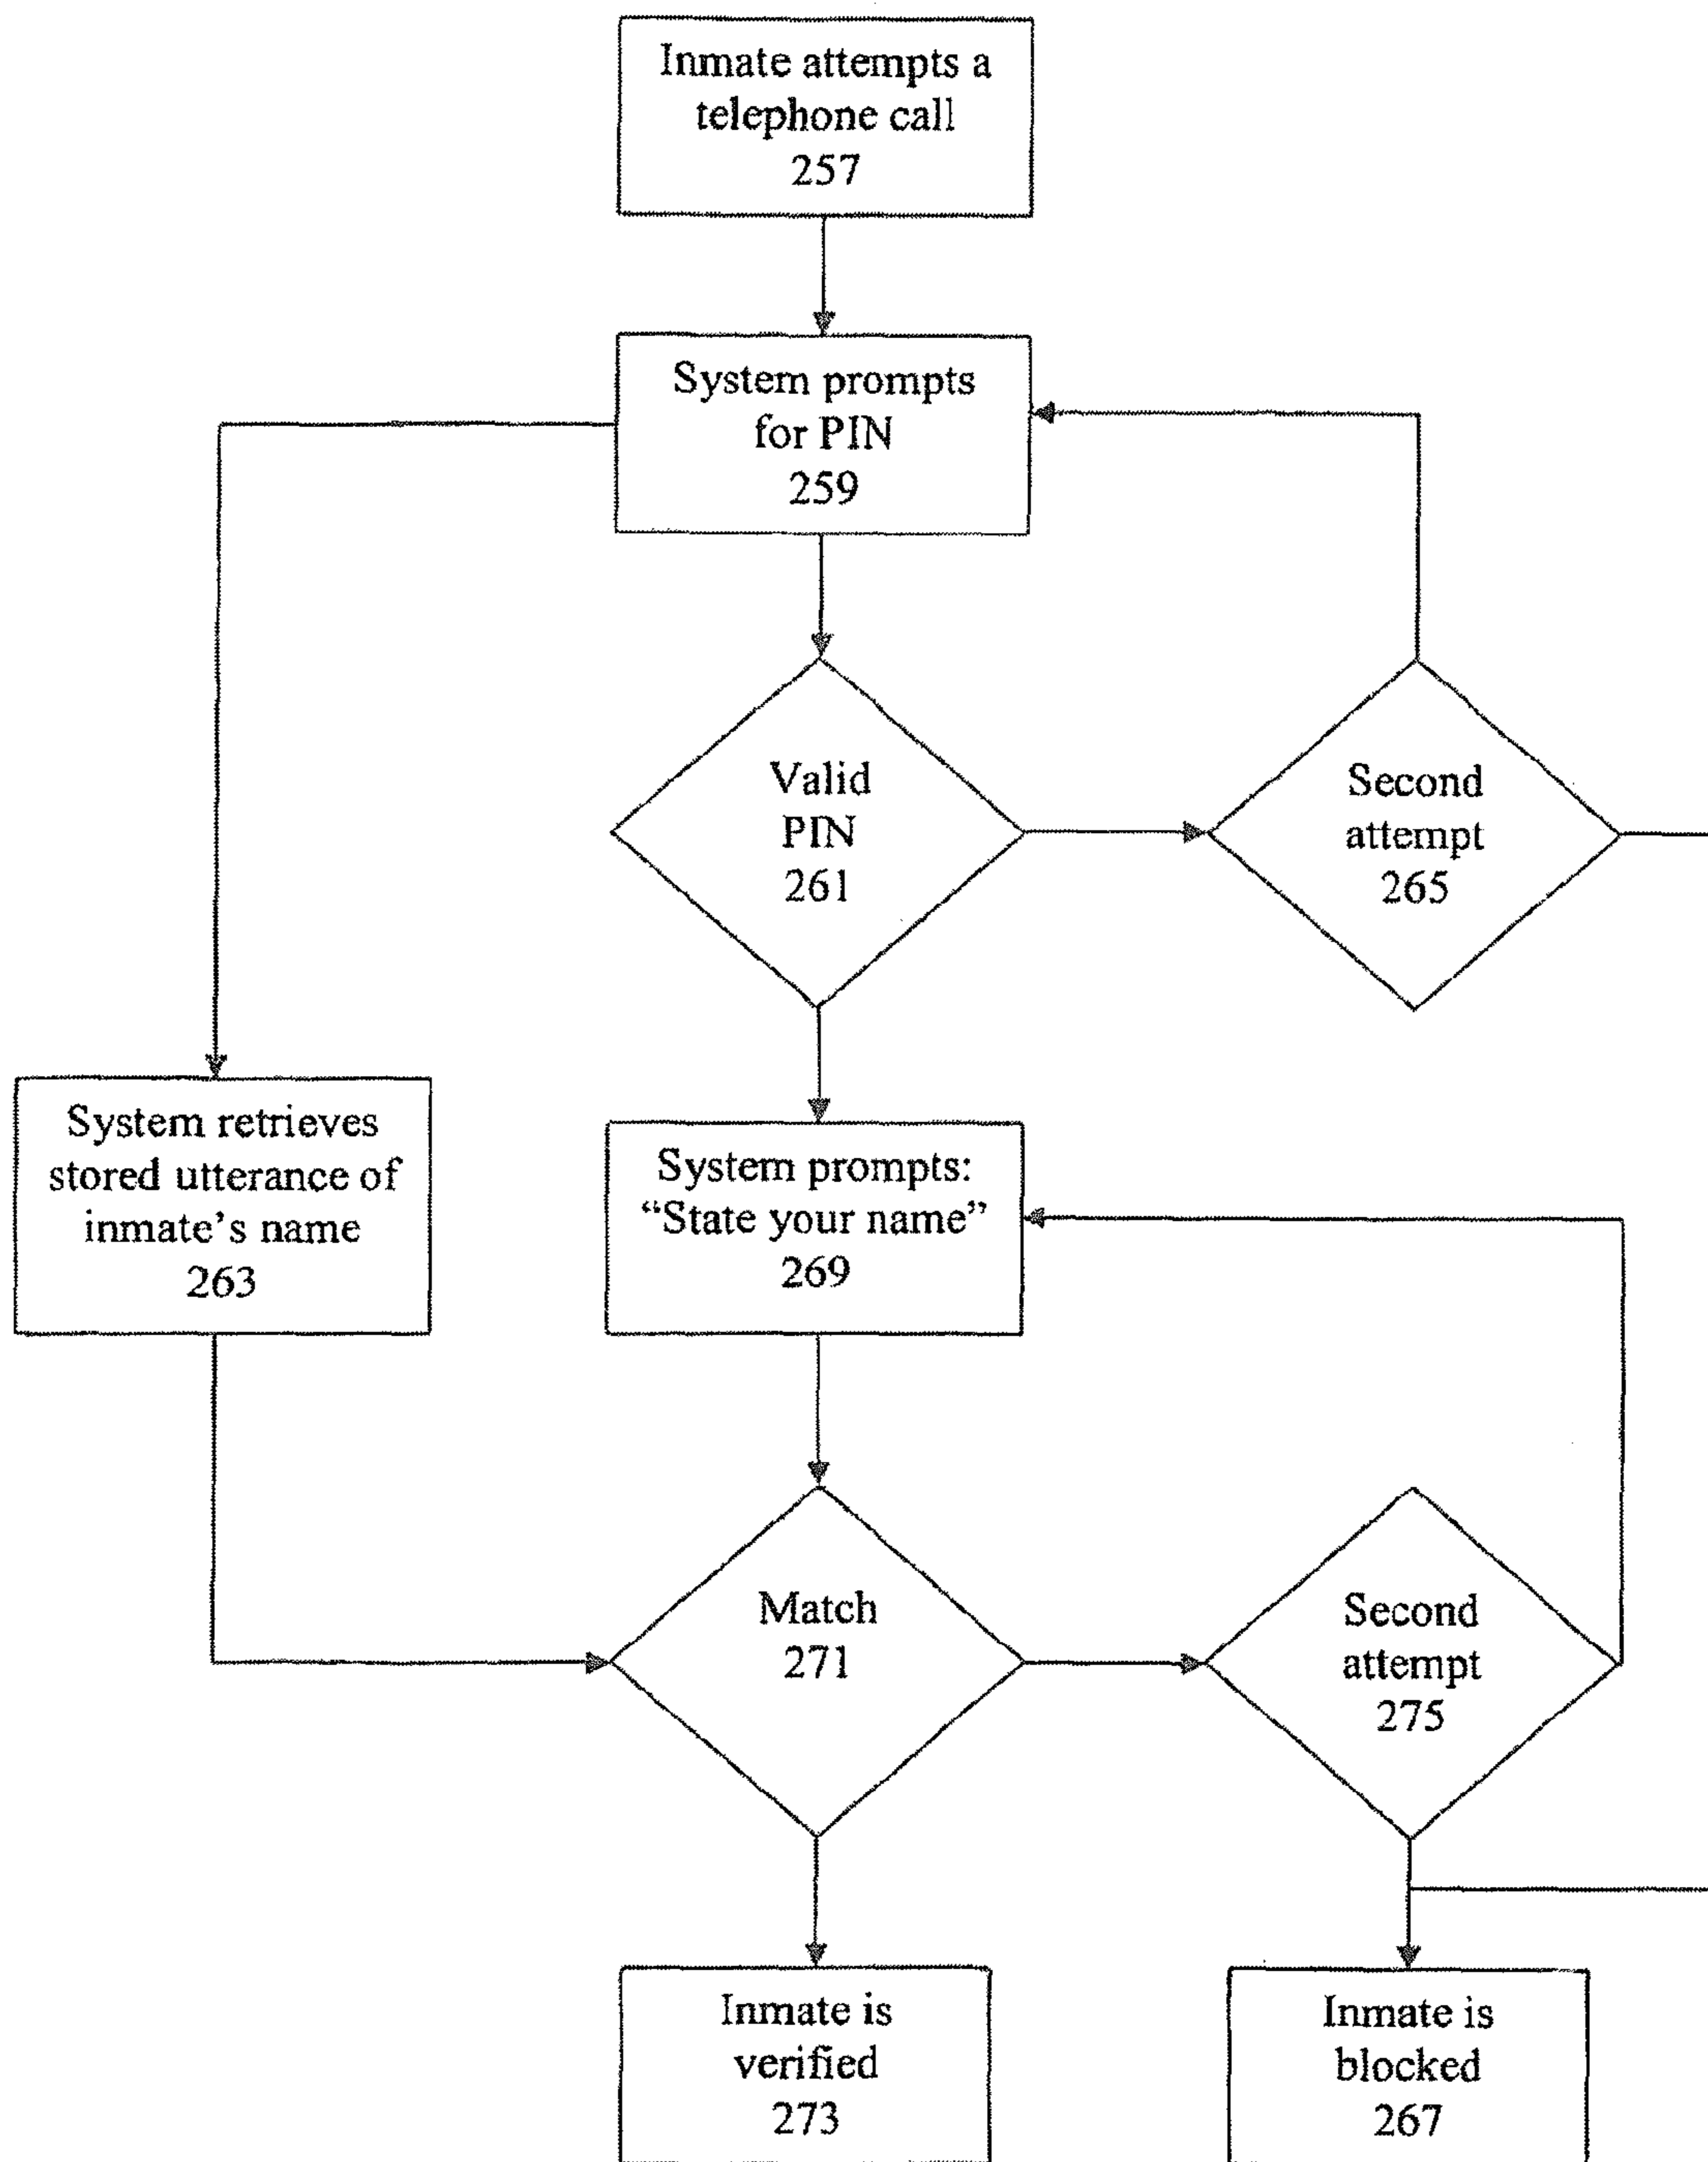 Inmate attempts a
telephone call
257
System prompts
for PIN
259
Valid
PIN
261
Second
attempt
265
System retrieves
stored utterance of
inmate's name
263
System prompts:
“State your name”
269
Match
271
Second
attempt
275
Inmate is
verified
273
Inmate is
blocked
267